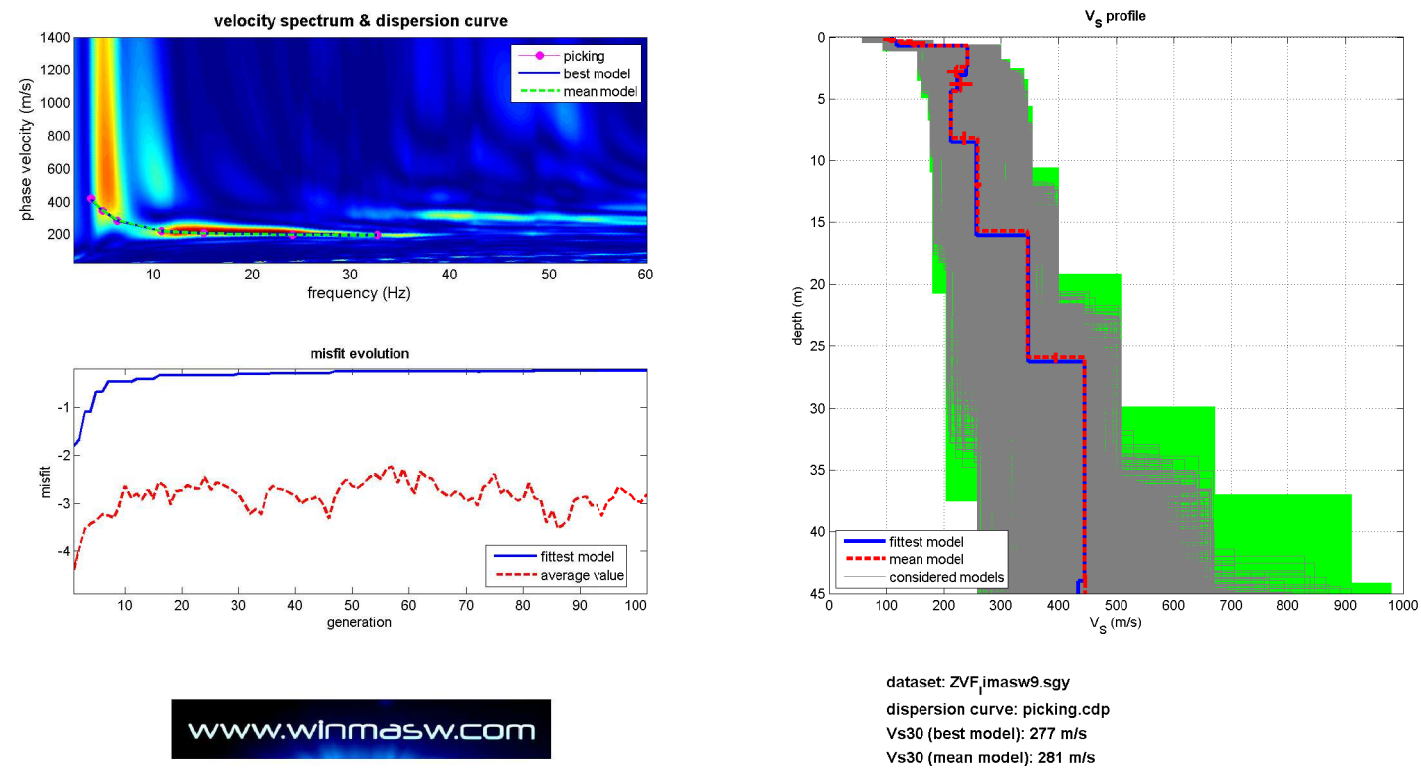 velocity spectrum & dispersion curve
1400
1200
1000
800
600
400
200
phase velocity (m/s)
picking
best model
mean model
10 20 30 40 50 60
frequency (Hz)
misfit evolution
-1
-2
-3
-4
misfit
fittest model
average value
10 20 30 40 50 60 70 80 90 100
generation
www.winmasw.com
VS profile
0
5
10
15
20
25
30
35
40
45
depth (m)
fittest model
mean model
considered models
0 100 200 300 400 500 600 700 800 900 1000
VS (m/s)
dataset: ZVFlimasw9.sgy
dispersion curve: picking.cdp
Vs30 (best model): 277 m/s
Vs30 (mean model): 281 m/s